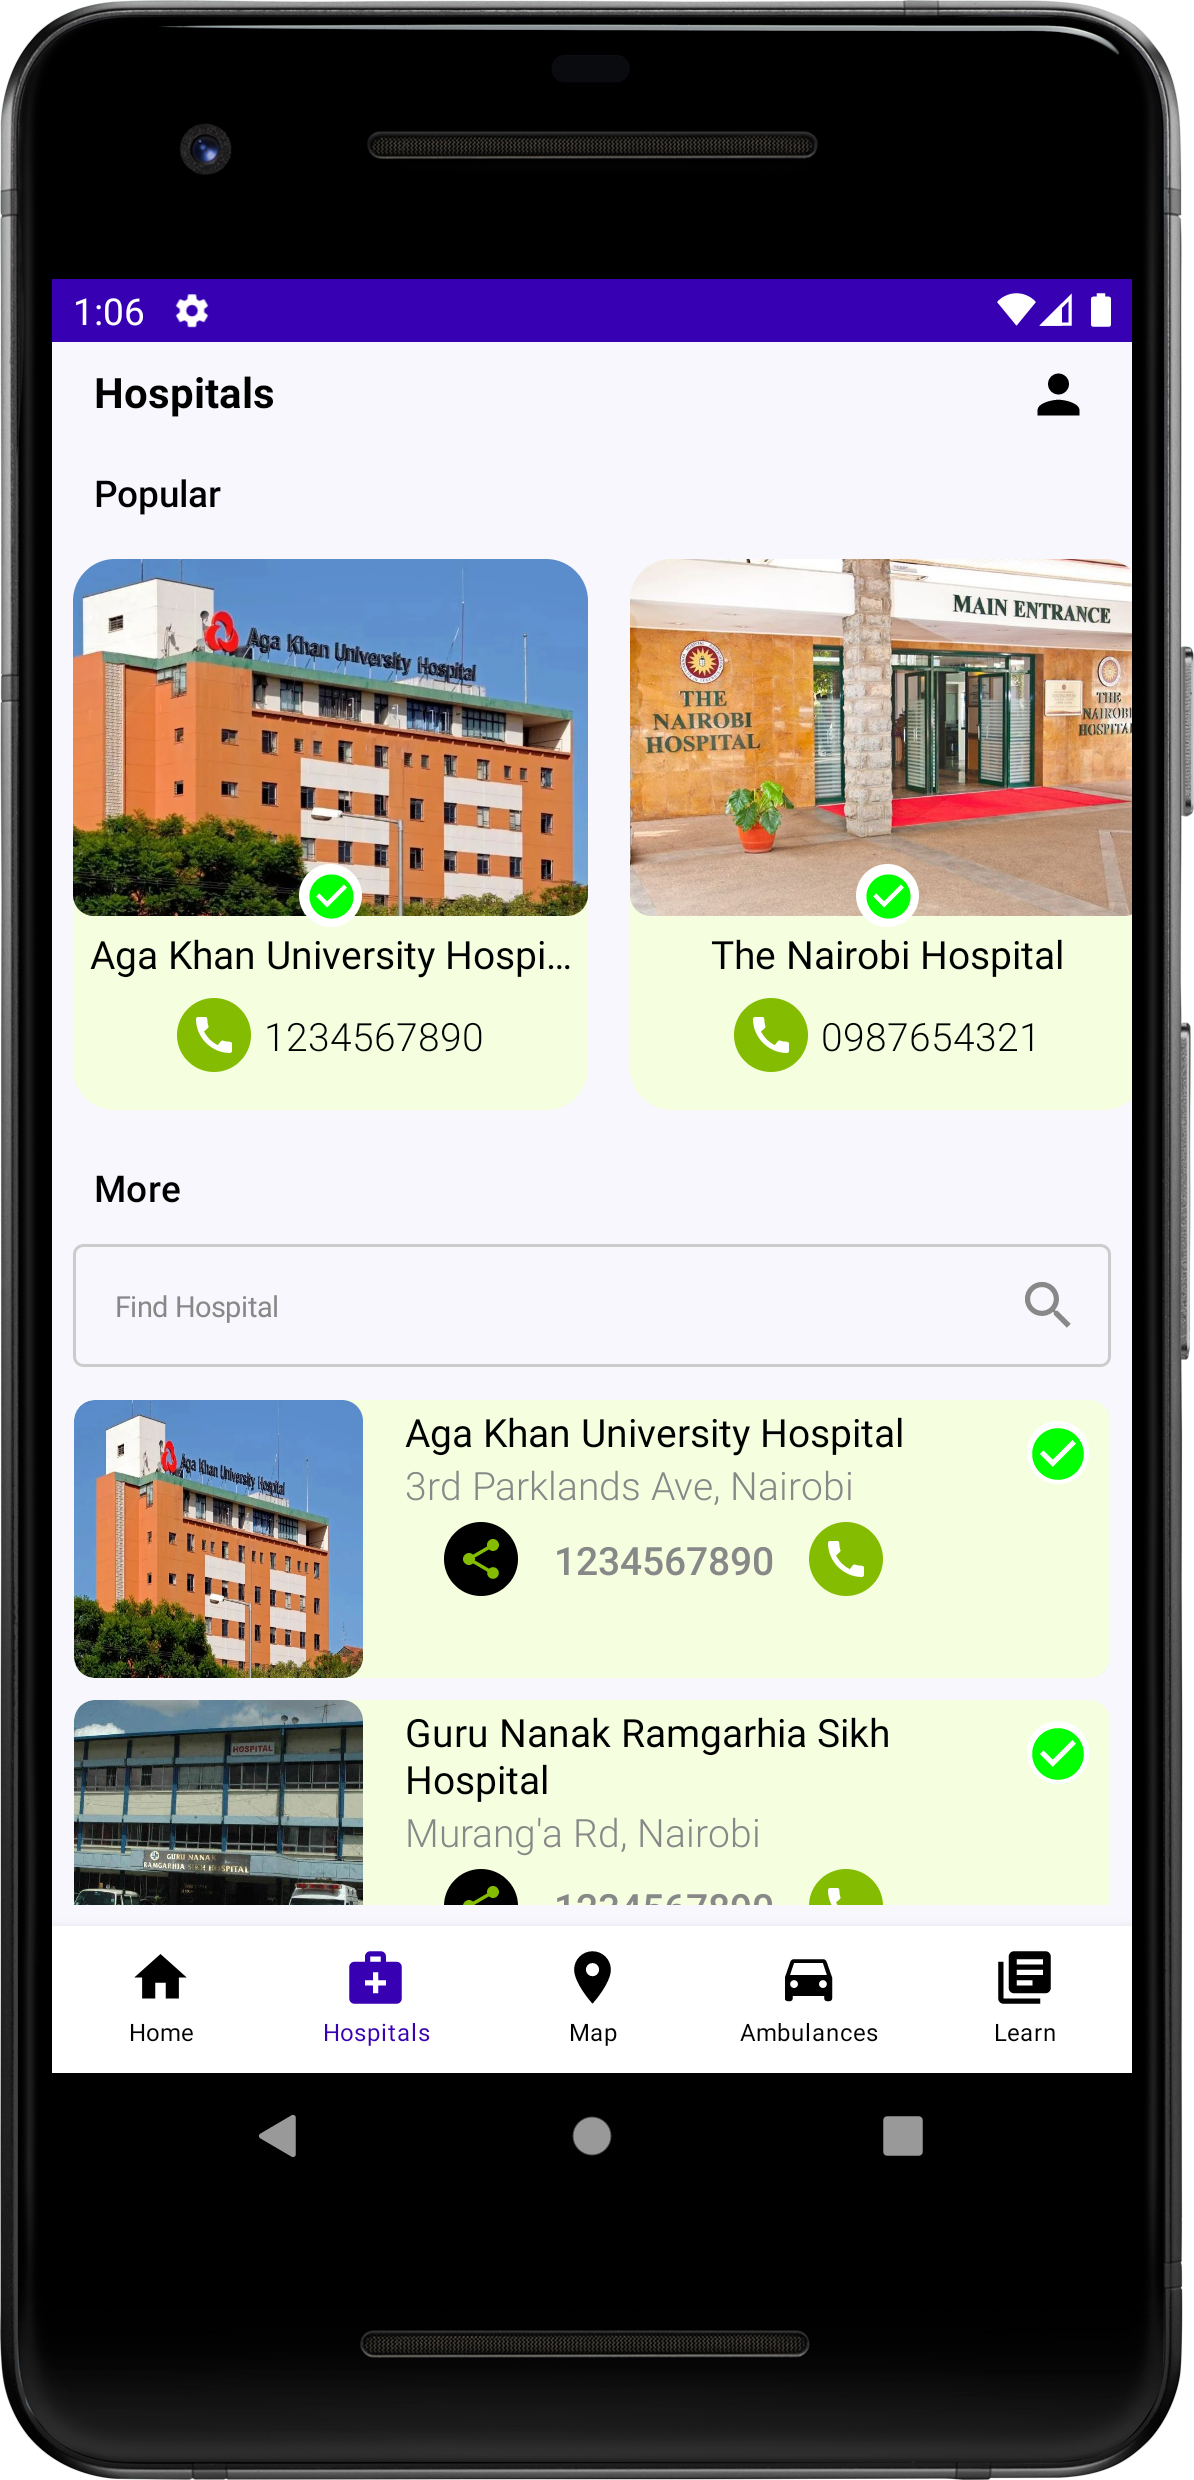 1:06
Hospitals
Popular
Aga Khan University Hospital
MAIN ENTRANCE
THE
NAIROBI
HOSPITAL
THE
NAIROBI
HOSPITAL
Aga Khan University Hospi...
The Nairobi Hospital
1234567890
0987654321
More
Find Hospital
Aga Khan University Hospital
Aga Khan University Hospital
3rd Parklands Ave, Nairobi
1234567890
HOSPITAL
GURU NANAK
RAMGARHIA SIKH HOSPITAL
Guru Nanak Ramgarhia Sikh
Hospital
Murang'a Rd, Nairobi
1234567890
Home
Hospitals
Map
Ambulances
Learn